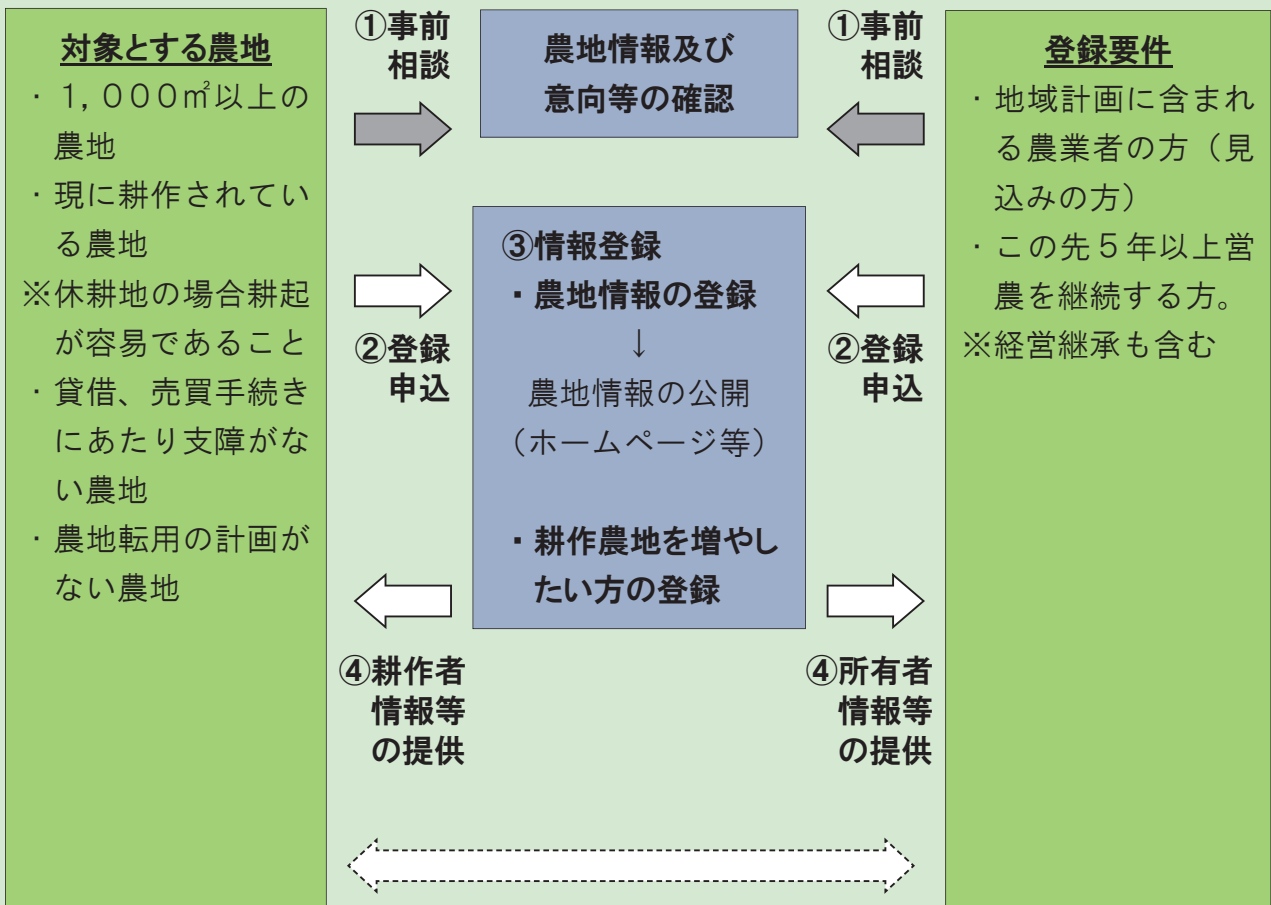 対象とする農地
・１,０００㎡以上の
農地
・現に耕作されてい
る農地
※休耕地の場合耕起
が容易であること
・貸借、売買手続き
にあたり支障がな
い農地
・農地転用の計画が
ない農地
①事前
相談
②登録
申込
④耕作者
情報等
の提供
農地情報及び
意向等の確認
③情報登録
・農地情報の登録
↓
農地情報の公開
（ホームページ等）
・耕作農地を増やし
たい方の登録
①事前
相談
②登録
申込
④所有者
情報等
の提供
登録要件
・地域計画に含まれ
る農業者の方（見
込みの方）
・この先５年以上営
農を継続する方。
※経営継承も含む